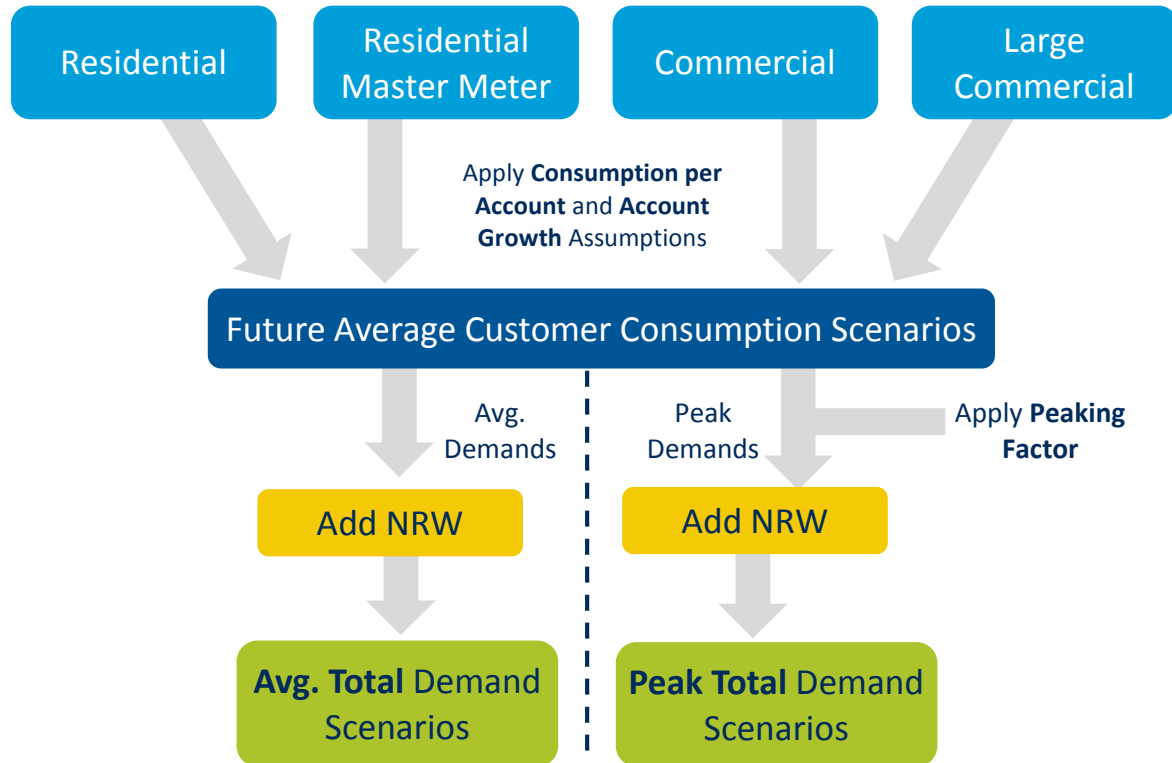 Residential
Residential
Master Meter
Commercial
Large
Commercial
Apply Consumption per
Account and Account
Growth Assumptions
Future Average Customer Consumption Scenarios
Avg.
Demands
Peak
Demands
Apply Peaking
Factor
Add NRW
Add NRW
Avg. Total Demand
Scenarios
Peak Total Demand
Scenarios